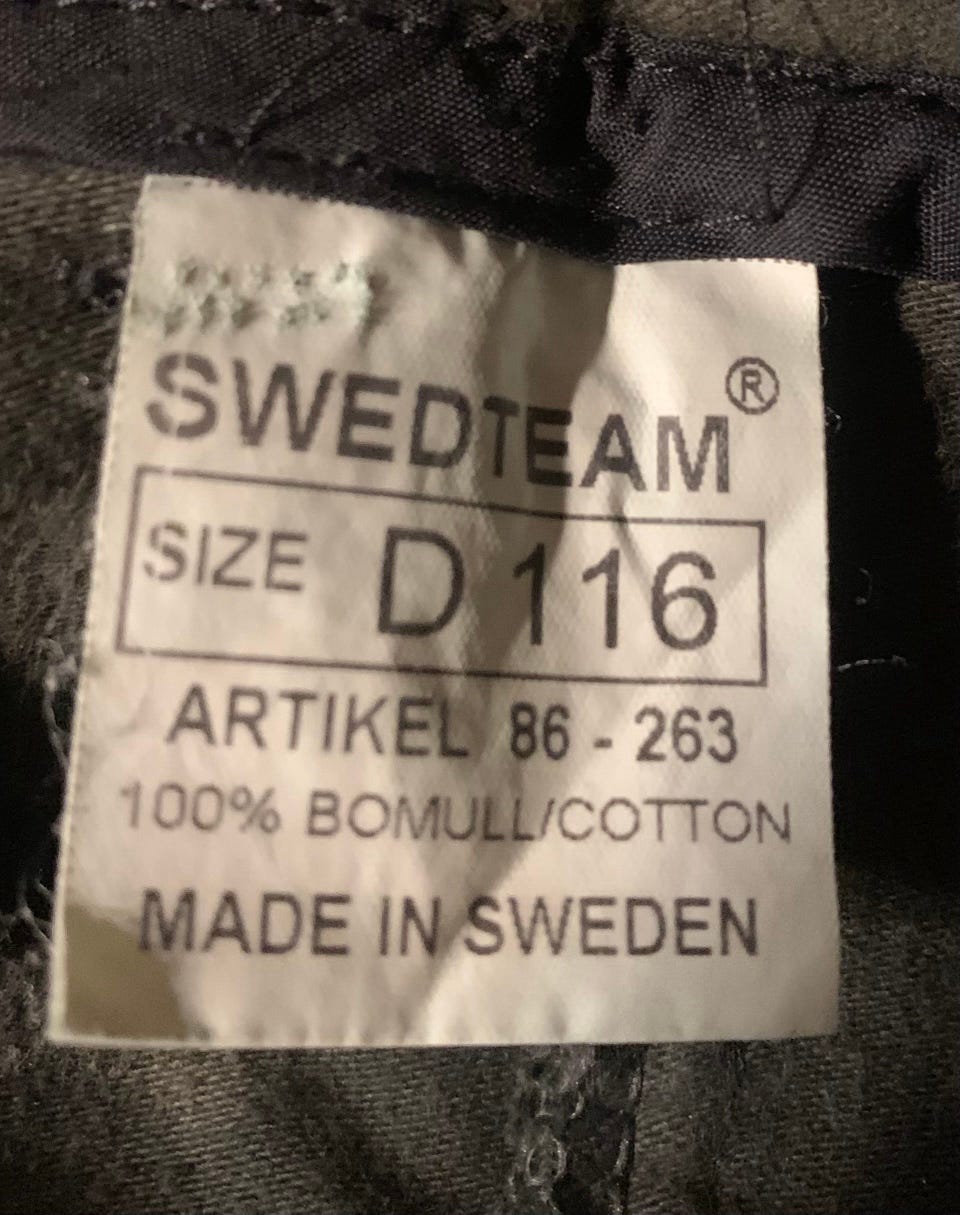 SWEDTEAM®
SIZE D 116
ARTIKEL 86 - 263
100% BOMULL/COTTON
MADE IN SWEDEN